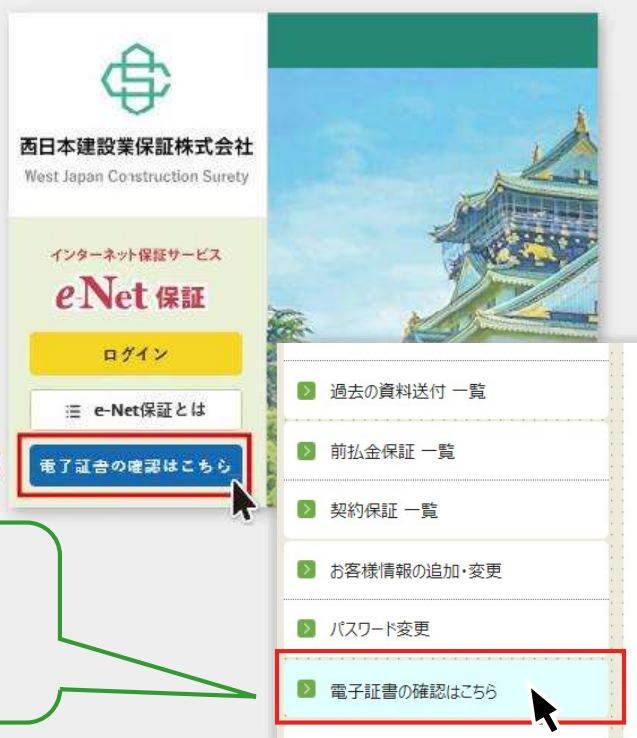 西日本建設業保証株式会社
West Japan Construction Surety
インターネット保証サービス
e-Net 保証
ログイン
e-Net保証とは
電子証書の確認はこちら
過去の資料送付 一覧
前払金保証 一覧
契約保証 一覧
お客様情報の追加・変更
パスワード変更
電子証書の確認はこちら